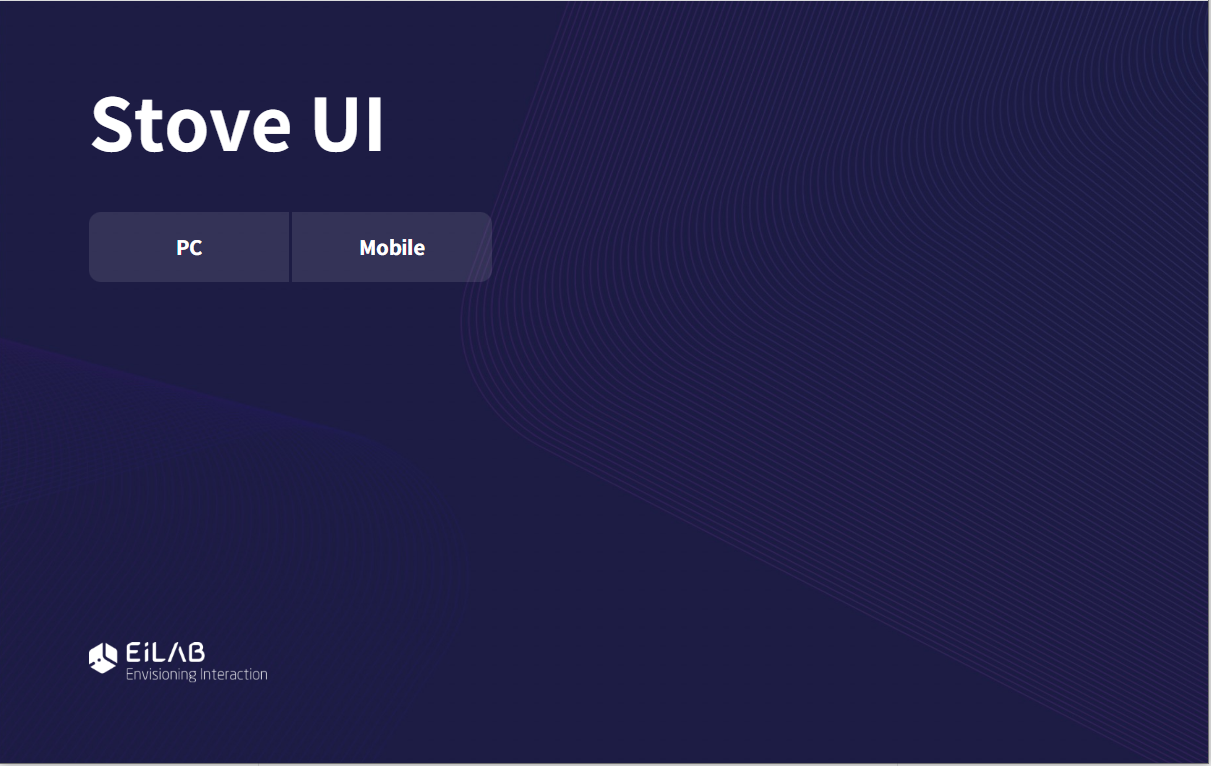 Stove UI
PC
Mobile
EiLAB
Envisioning Interaction